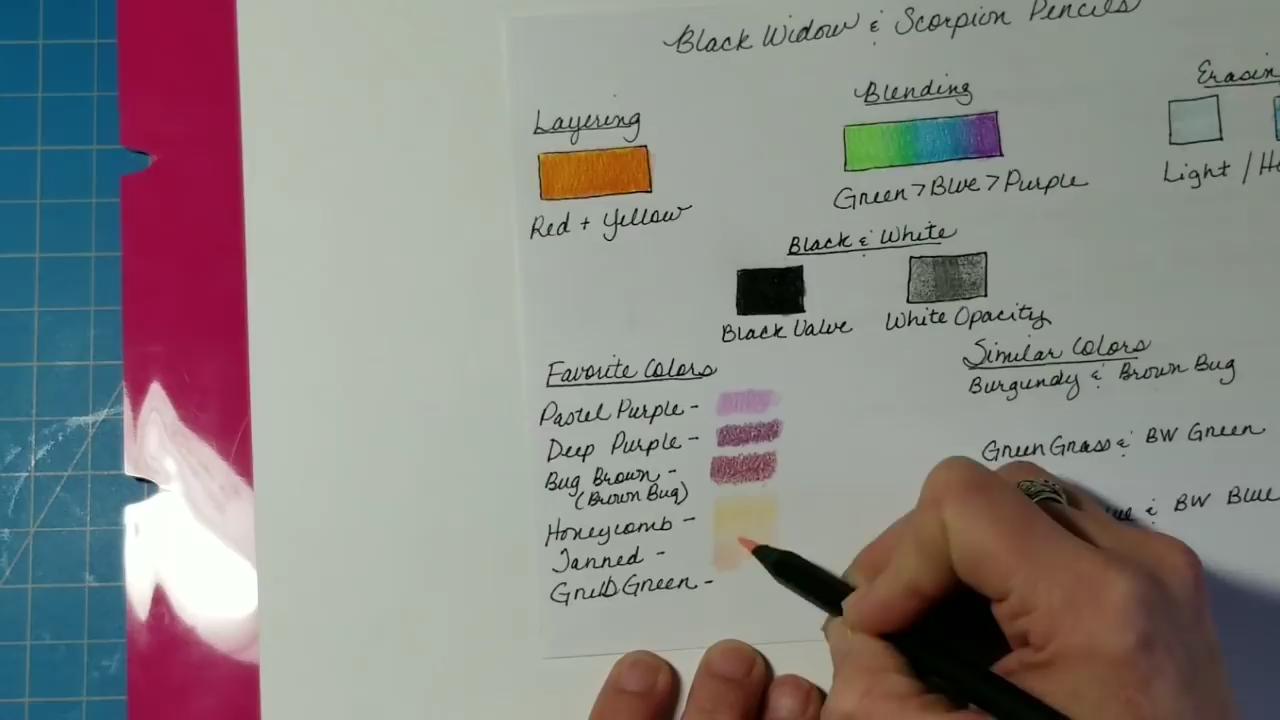 Black Widow & Scorpion Pencils
Layering
Red + Yellow
Blending
Green > Blue > Purple
Erasin
Light / H
Black & White
Black Value
White Opacity
Favorite Colors
Pastel Purple -
Deep Purple -
Bug Brown -
(Brown Bug)
Honeycomb -
Tanned -
Grub Green -
Similar Colors
Burgundy & Brown Bug
Green Grass & BW Green
& BW Blue